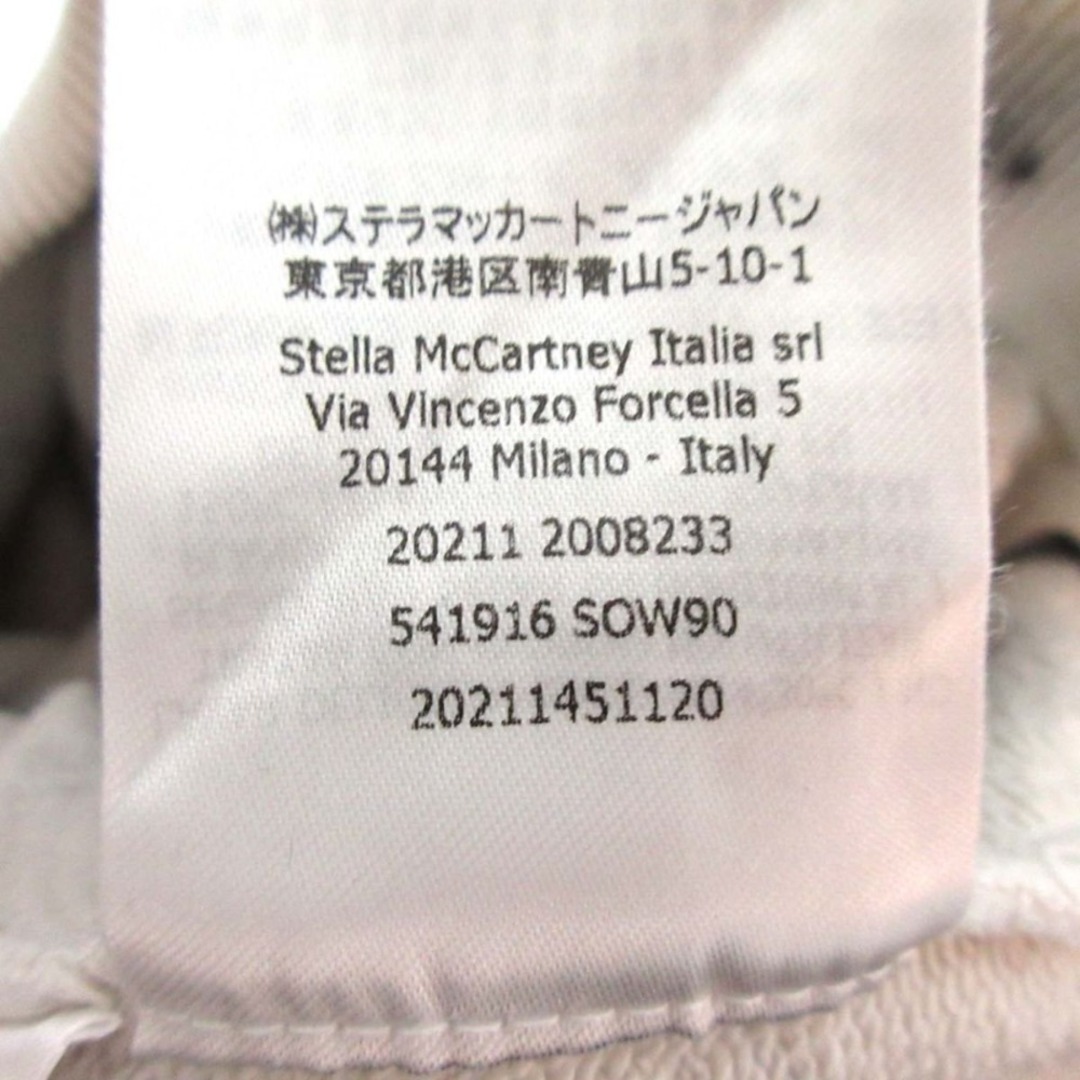 ㈱ステラマッカートニージャパン
東京都港区南青山5-10-1
Stella McCartney Italia srl
Via Vincenzo Forcella 5
20144 Milano - Italy
20211 2008233
541916 SOW90
20211451120